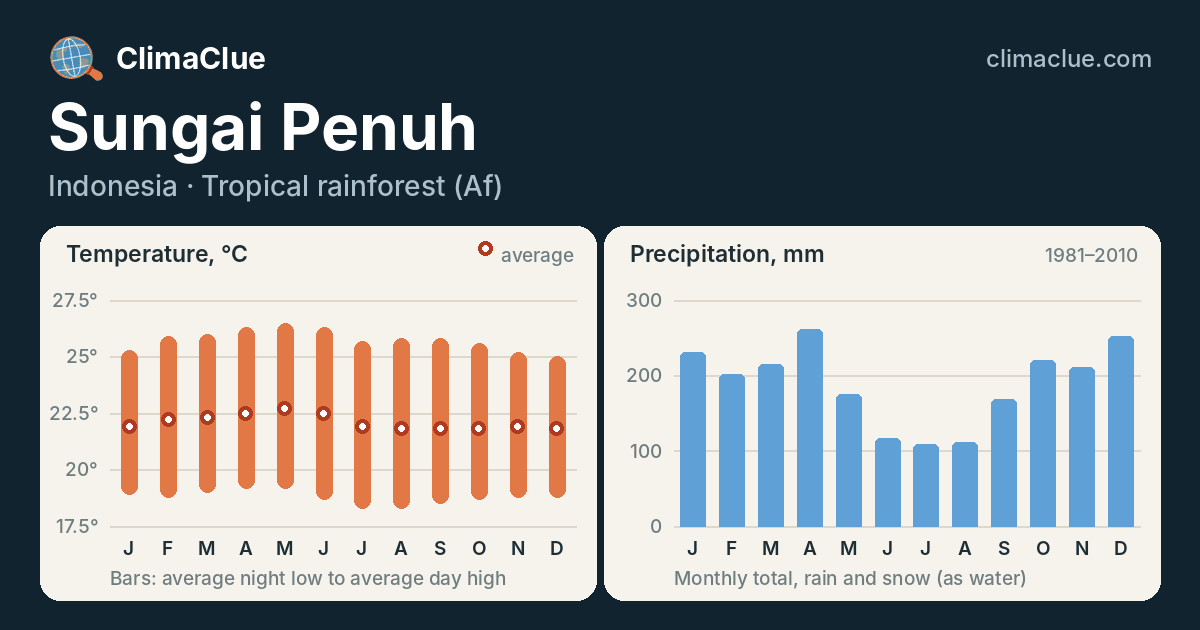 ClimaClue
climaclue.com
Sungai Penuh
Indonesia · Tropical rainforest (Af)
Temperature, °C
average
27.5°
25°
22.5°
20°
17.5°
J F M A M J J A S O N D
Bars: average night low to average day high
Precipitation, mm
1981–2010
300
200
100
0
J F M A M J J A S O N D
Monthly total, rain and snow (as water)